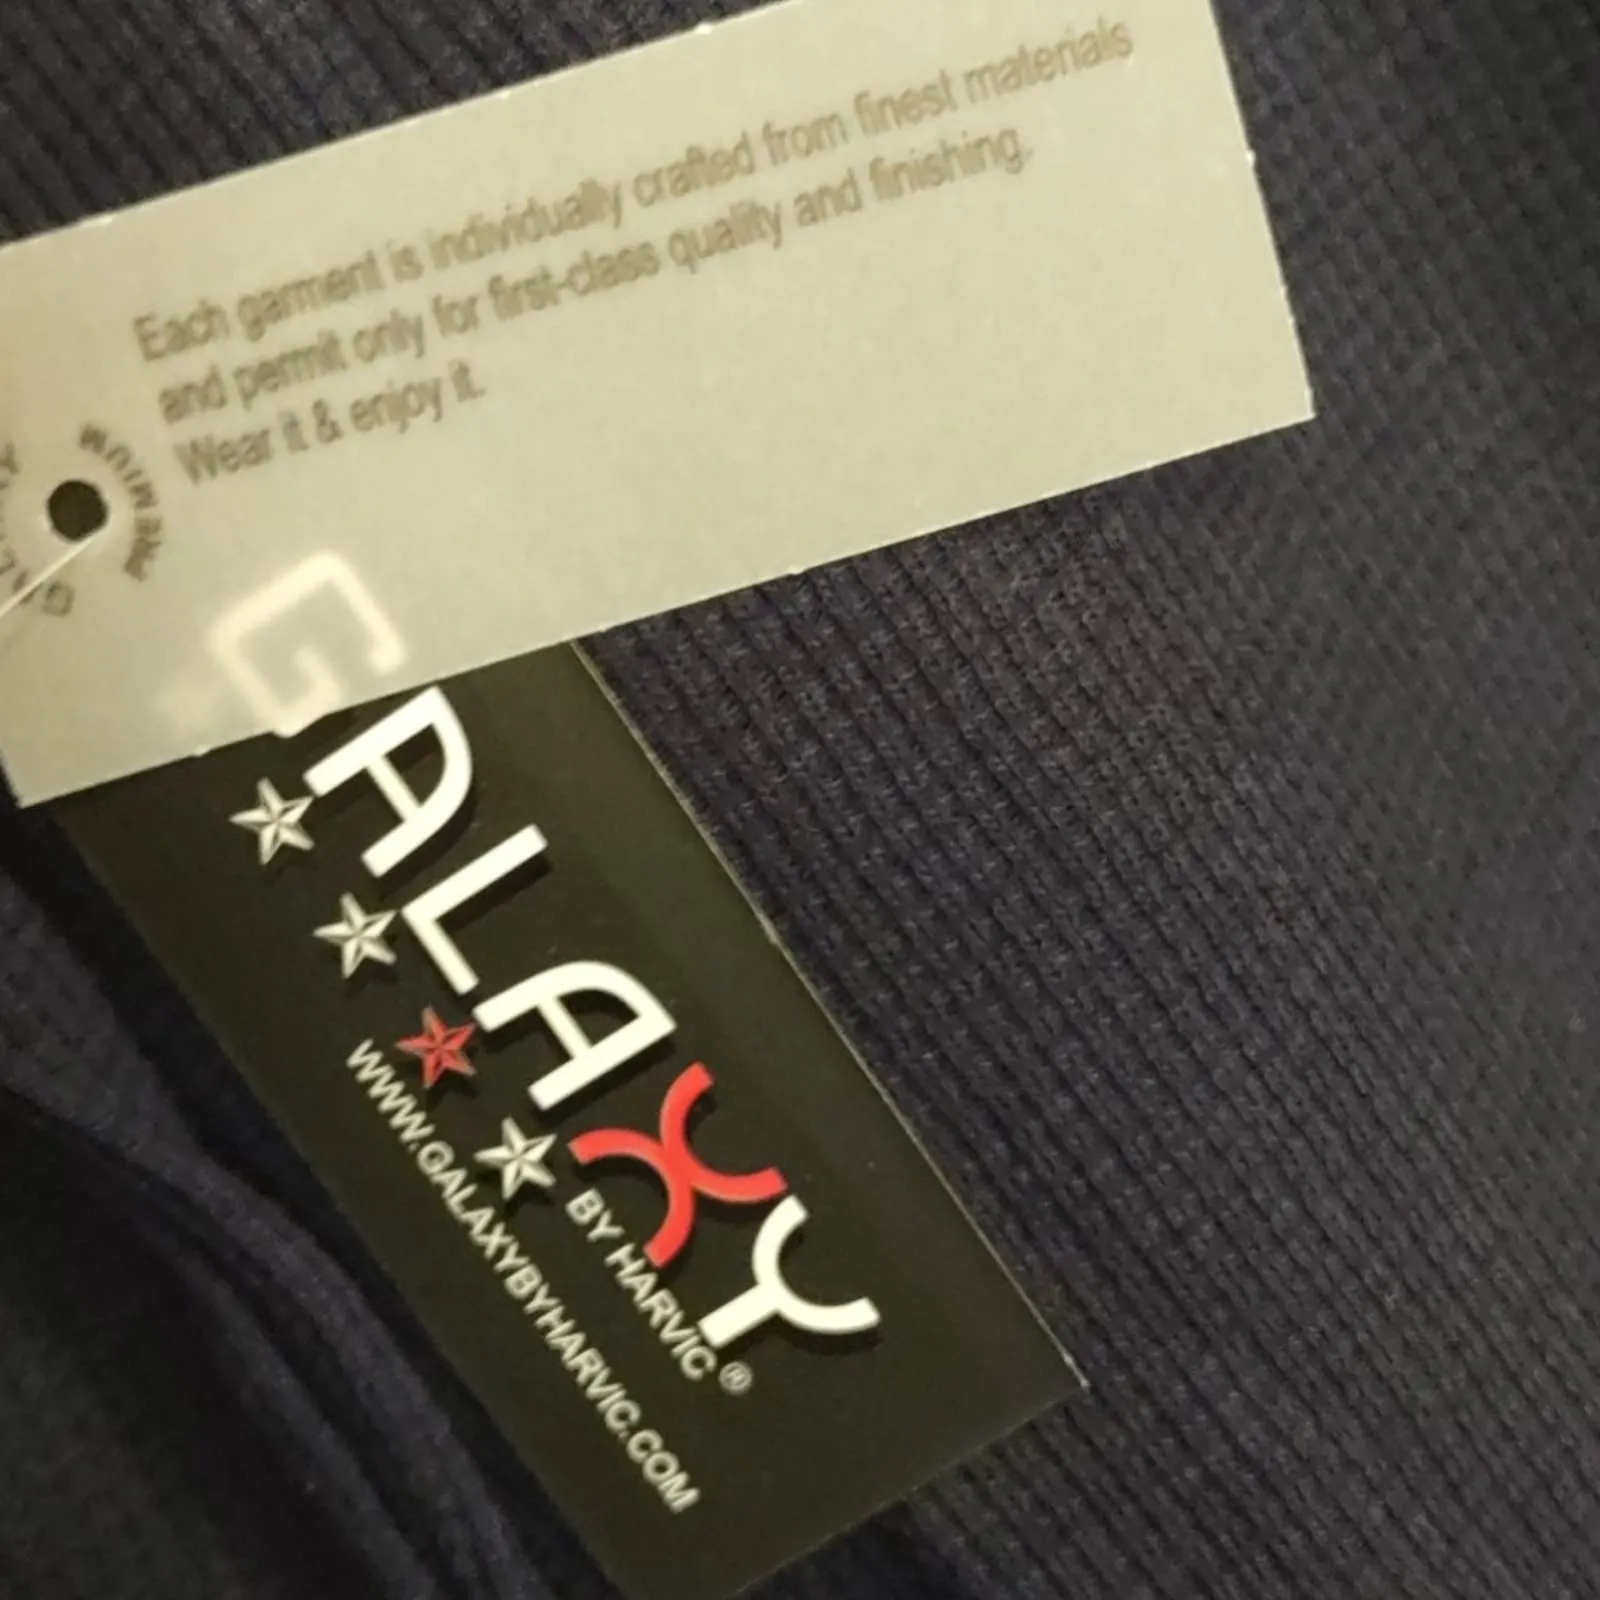 Each garment is individually crafted from finest materials
and permit only for first-class quality and finishing.
Wear it & enjoy it.
PREMIUM
GALAXY
BY HARVIC®
WWW.GALAXYBYHARVIC.COM